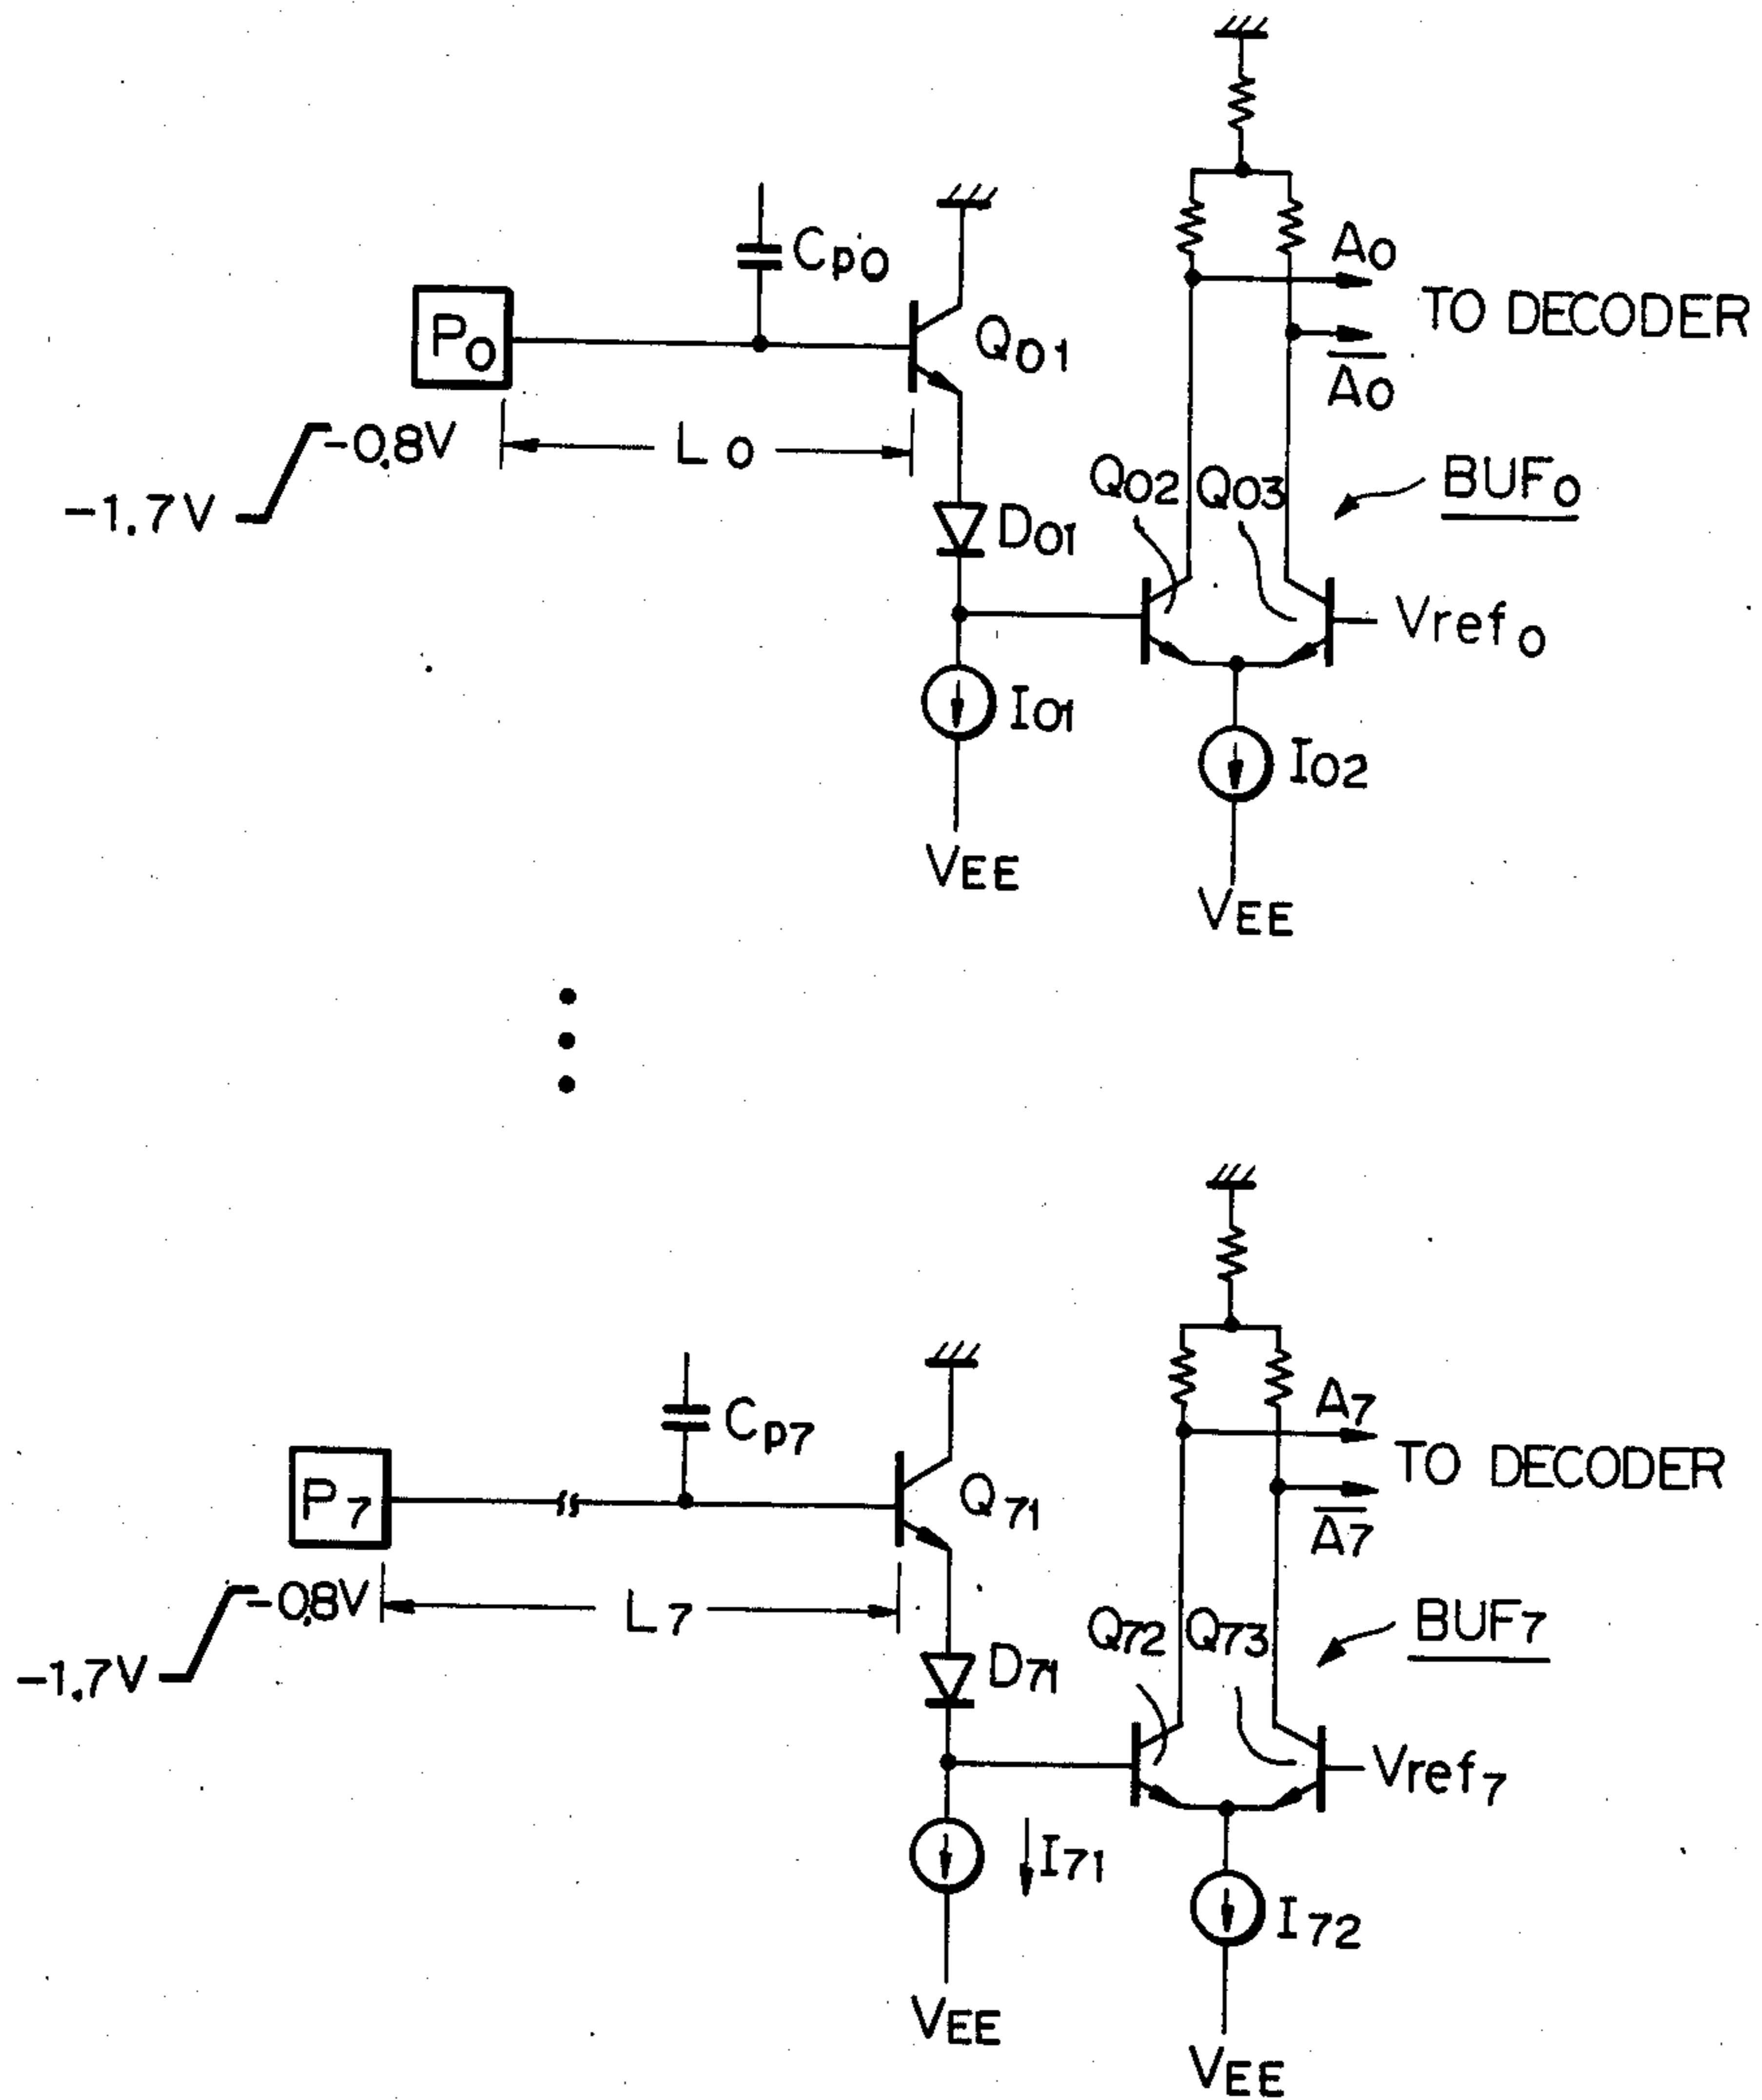 Cp0
P0
Q01
A0
TO DECODER
A̅0̅
-0.8V
-1.7V
L0
D01
Q02
Q03
BUF0
Vref0
I01
I02
VEE
VEE
Cp7
P7
Q71
A7
TO DECODER
A̅7̅
-0.8V
-1.7V
L7
D71
Q72
Q73
BUF7
Vref7
I71
I72
VEE
VEE